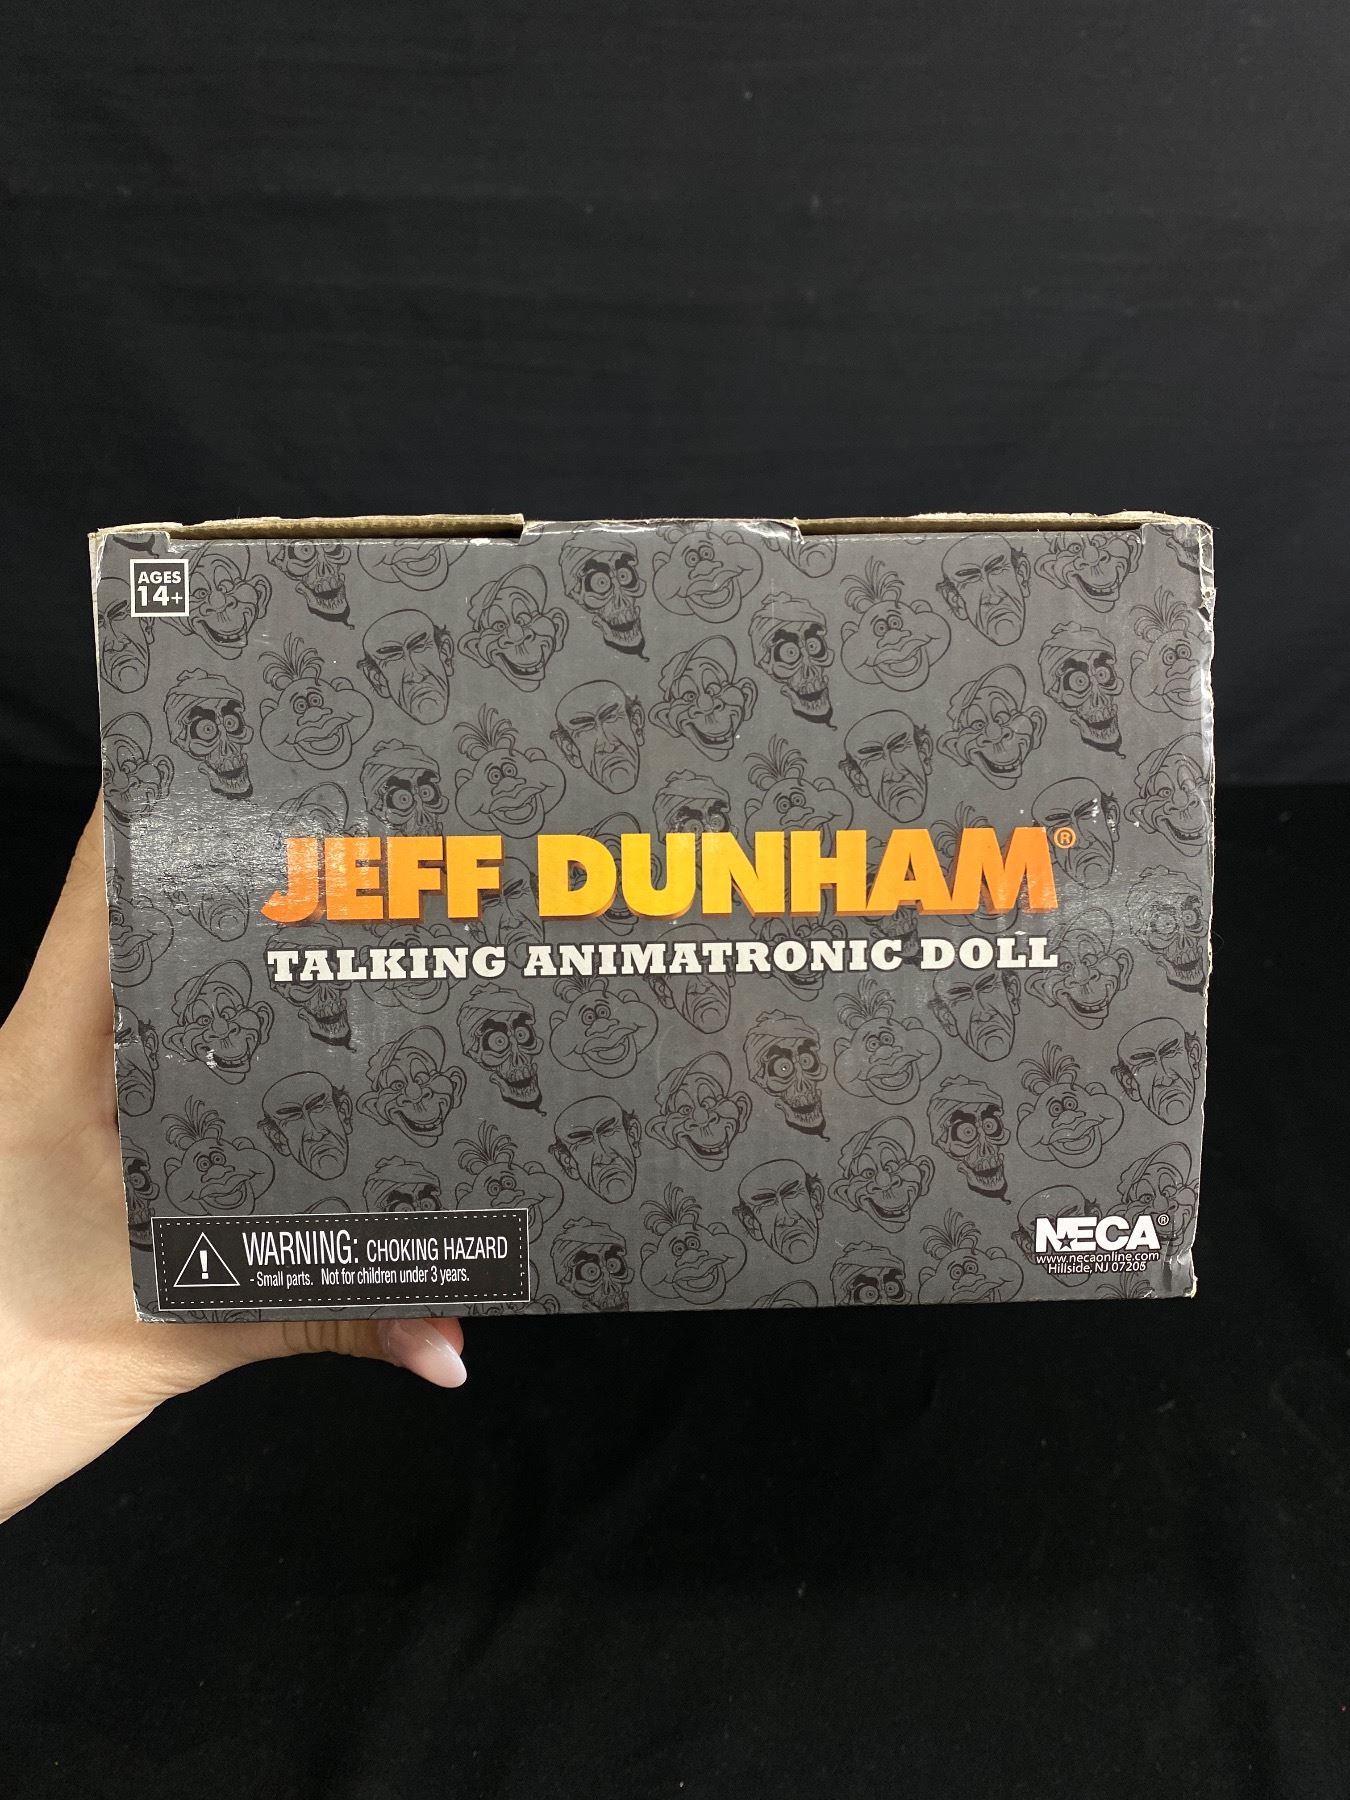 AGES
14+
JEFF DUNHAM®
TALKING ANIMATRONIC DOLL
WARNING: CHOKING HAZARD
- Small parts. Not for children under 3 years.
NECA®
www.necaonline.com
Hillside, NJ 07205